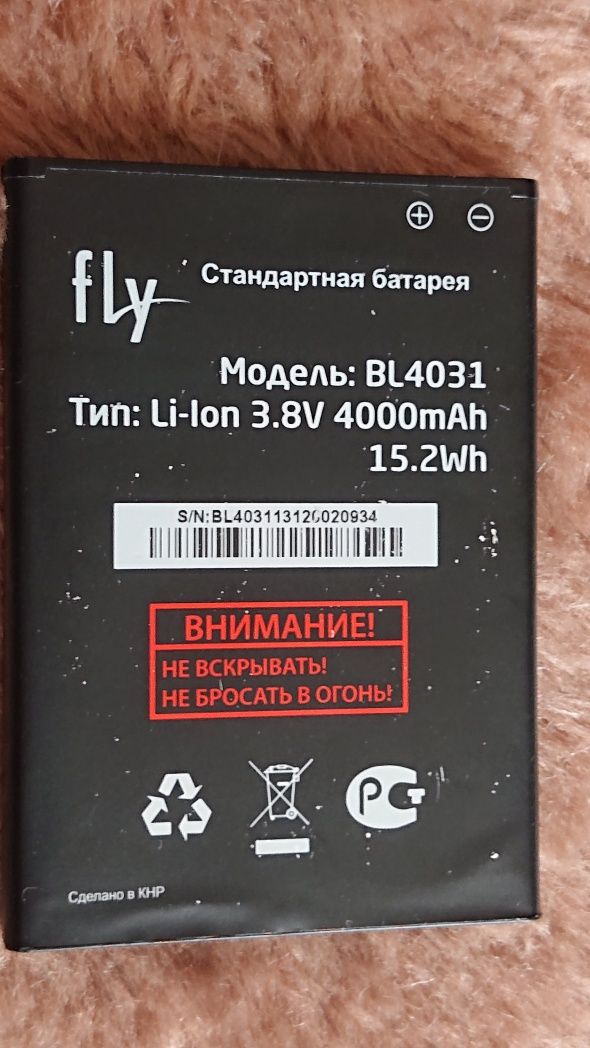 fly
Стандартная батарея
Модель: BL4031
Тип: Li-Ion 3.8V 4000mAh
15.2Wh
S/N:BL403113120020934
ВНИМАНИЕ!
НЕ ВСКРЫВАТЬ!
НЕ БРОСАТЬ В ОГОНЬ!
РСТ
Сделано в КНР